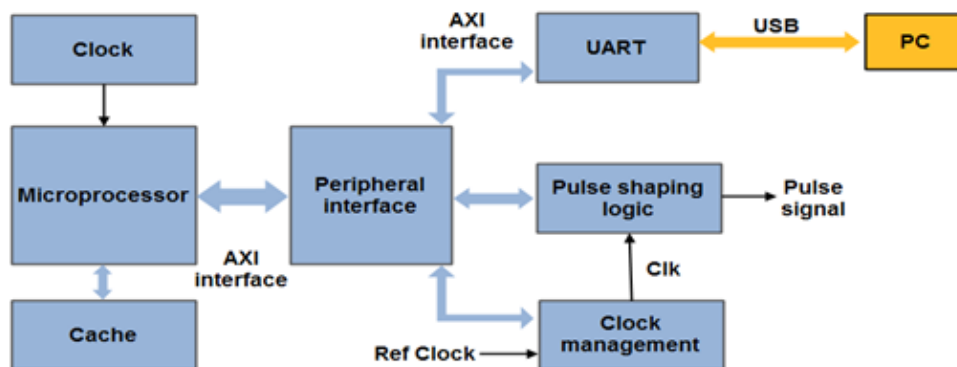 Clock
AXI
interface
UART
USB
PC
Microprocessor
Peripheral
interface
Pulse shaping
logic
Pulse
signal
AXI
interface
Clk
Cache
Ref Clock
Clock
management